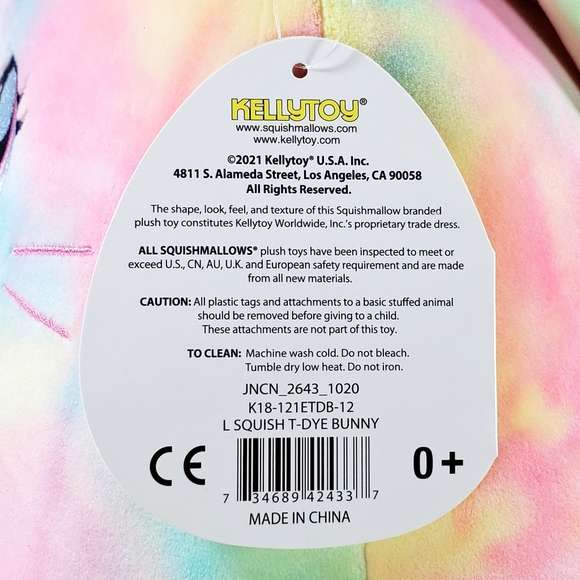 KELLYTOY®
www.squishmallows.com
www.kellytoy.com
©2021 Kellytoy® U.S.A. Inc.
4811 S. Alameda Street, Los Angeles, CA 90058
All Rights Reserved.
The shape, look, feel, and texture of this Squishmallow branded
plush toy constitutes Kellytoy Worldwide, Inc.'s proprietary trade dress.
ALL SQUISHMALLOWS® plush toys have been inspected to meet or
exceed U.S., CN, AU, U.K. and European safety requirement and are made
from all new materials.
CAUTION: All plastic tags and attachments to a basic stuffed animal
should be removed before giving to a child.
These attachments are not part of this toy.
TO CLEAN: Machine wash cold. Do not bleach.
Tumble dry low heat. Do not iron.
JNCN_2643_1020
K18-121ETDB-12
L SQUISH T-DYE BUNNY
CE 0+
7 34689 42433 7
MADE IN CHINA